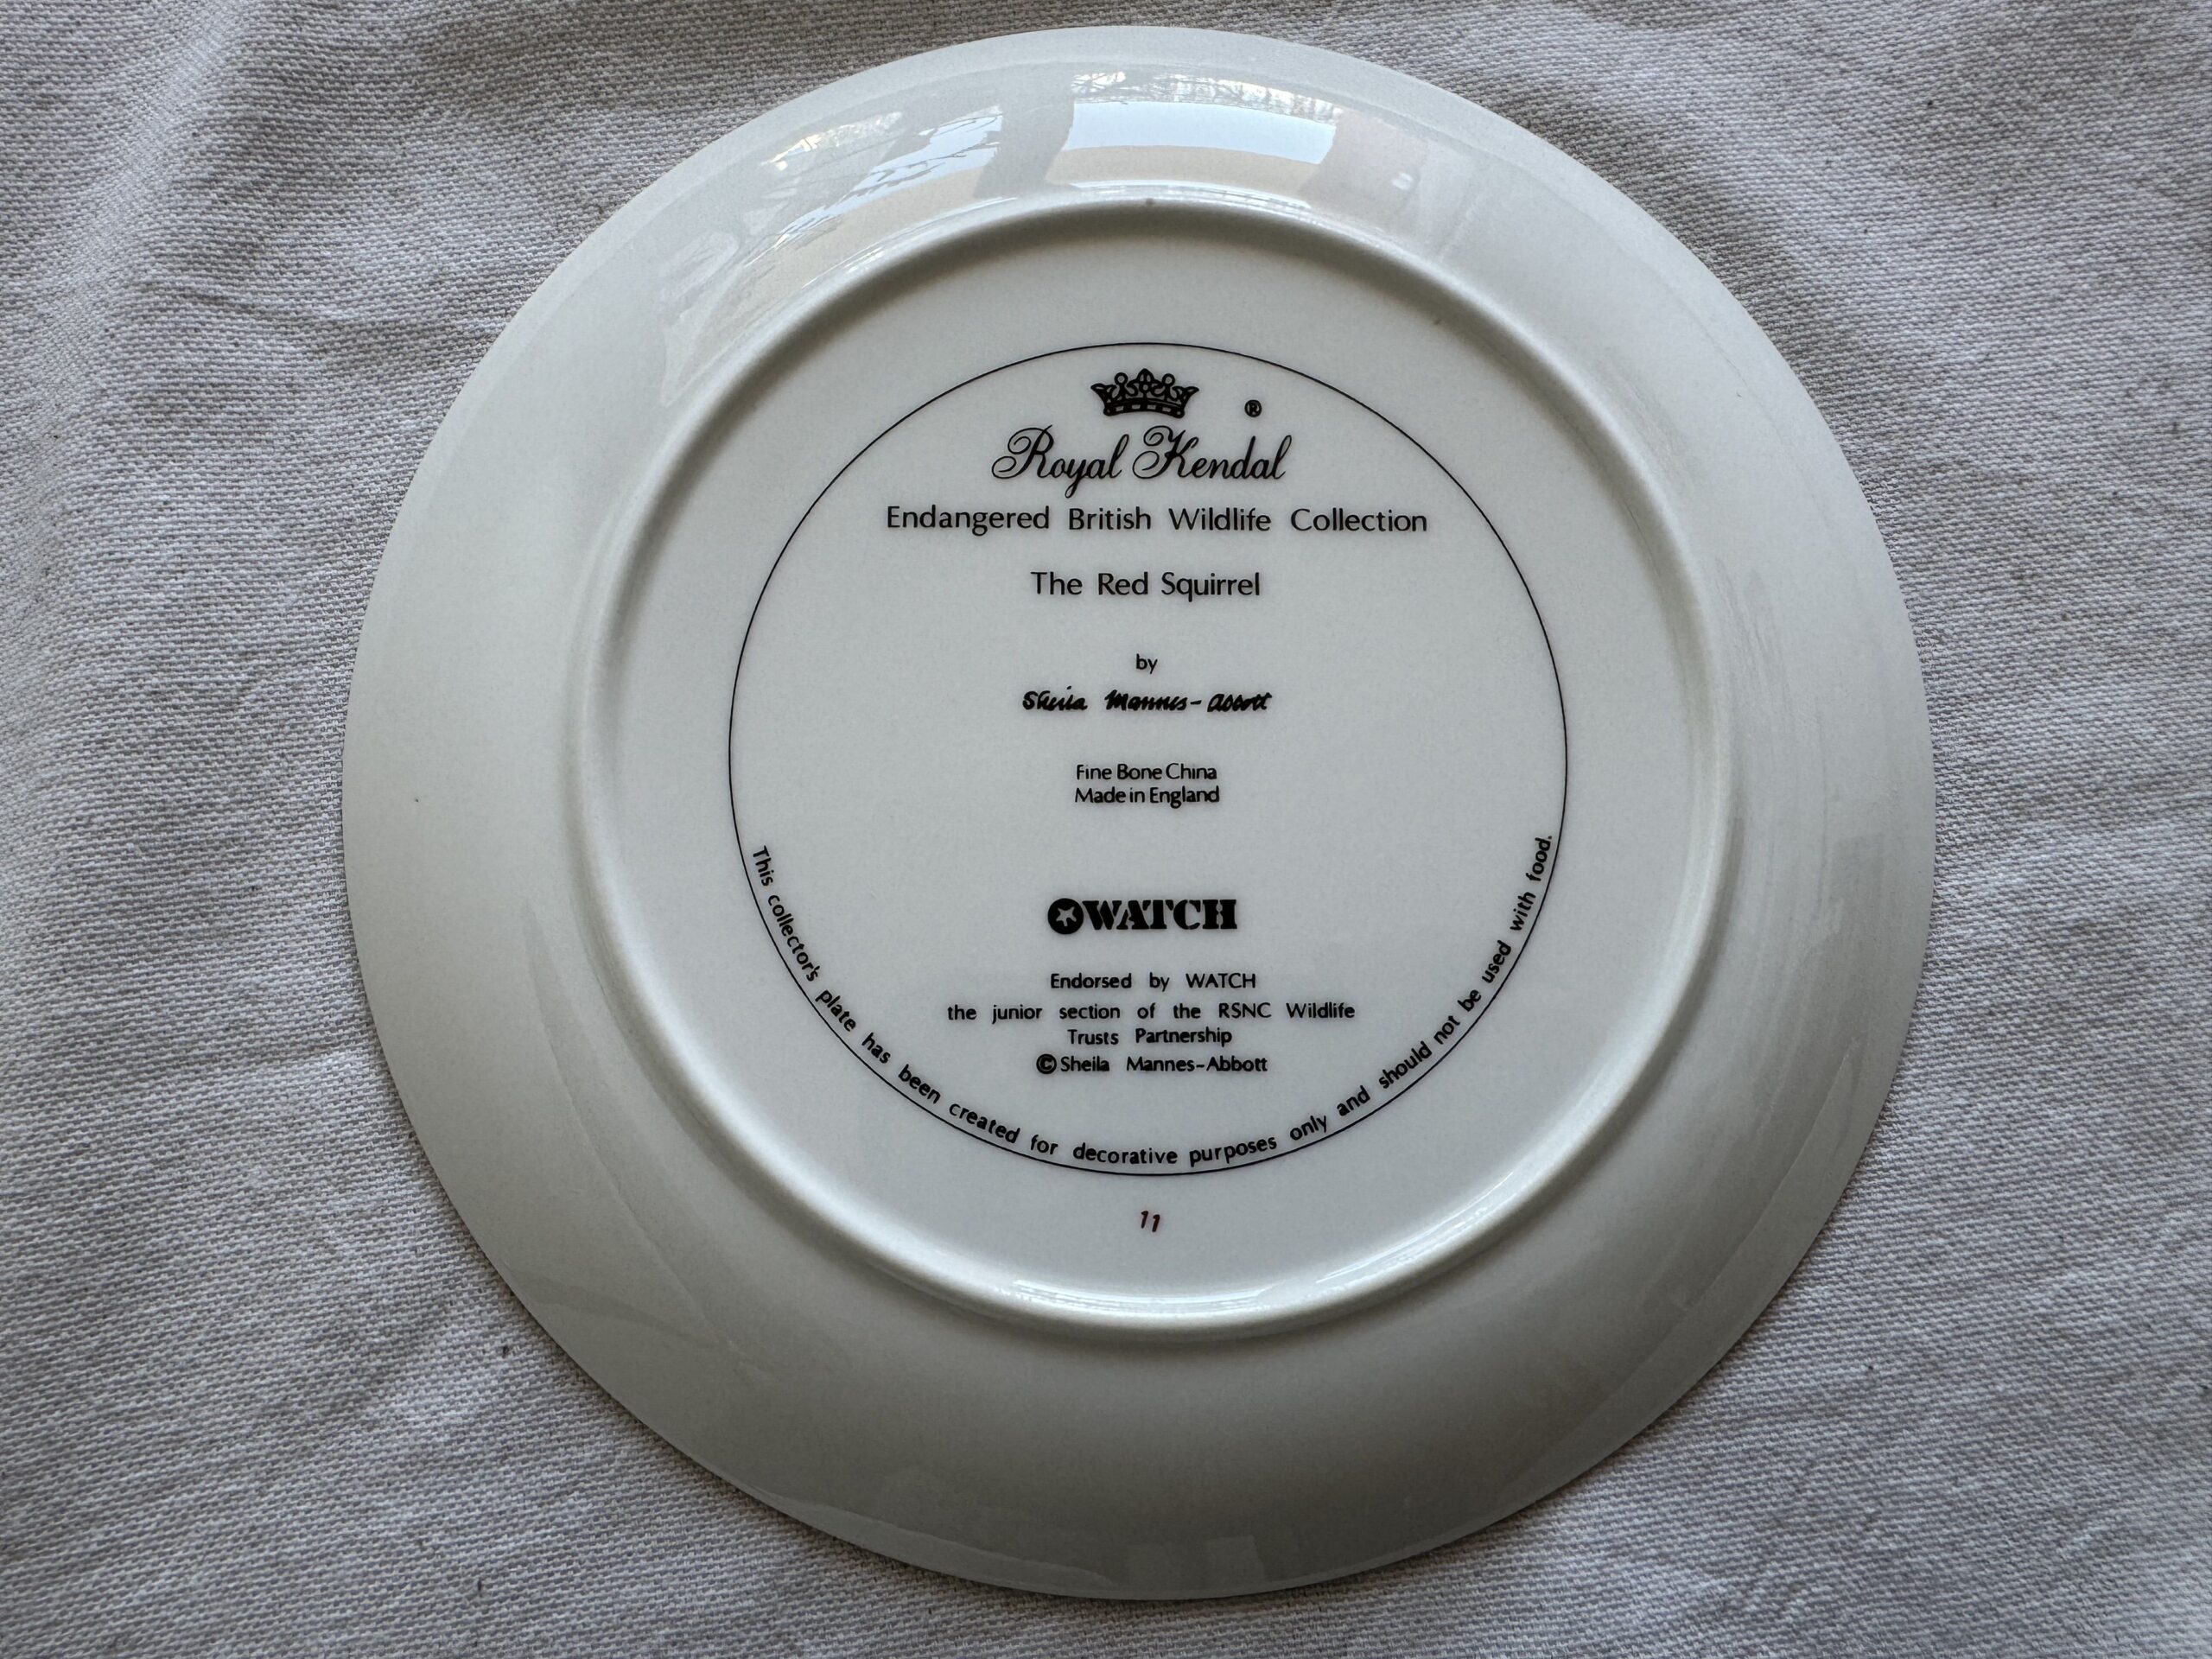 ®
Royal Kendal
Endangered British Wildlife Collection
The Red Squirrel
by
Sheila Mannes-Abbott
Fine Bone China
Made in England
WATCH
Endorsed by WATCH
the junior section of the RSNC Wildlife
Trusts Partnership
© Sheila Mannes-Abbott
This collector's plate has been created for decorative purposes only and should not be used with food.
11